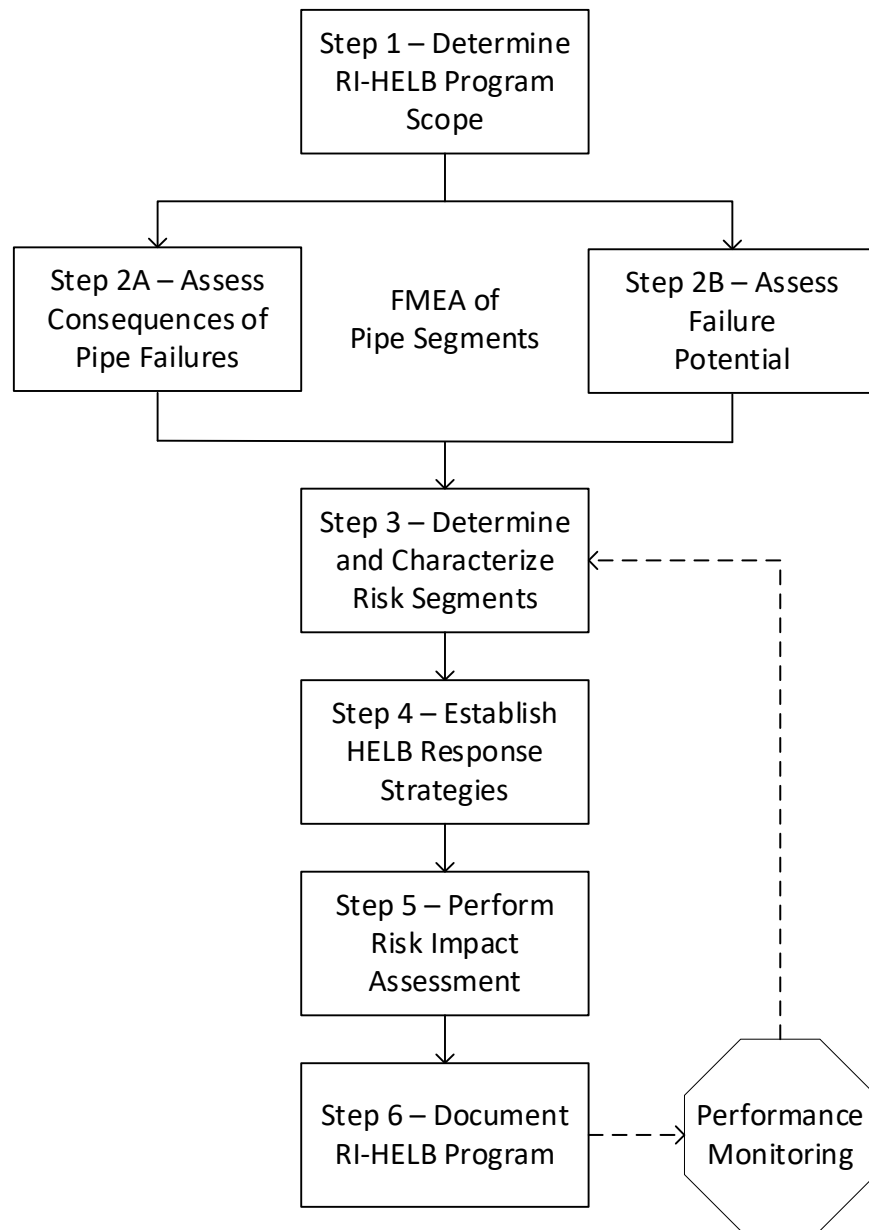 Step 1 – Determine
RI-HELB Program
Scope
Step 2A – Assess
Consequences of
Pipe Failures
FMEA of
Pipe Segments
Step 2B – Assess
Failure
Potential
Step 3 – Determine
and Characterize
Risk Segments
Step 4 – Establish
HELB Response
Strategies
Step 5 – Perform
Risk Impact
Assessment
Step 6 – Document
RI-HELB Program
Performance
Monitoring